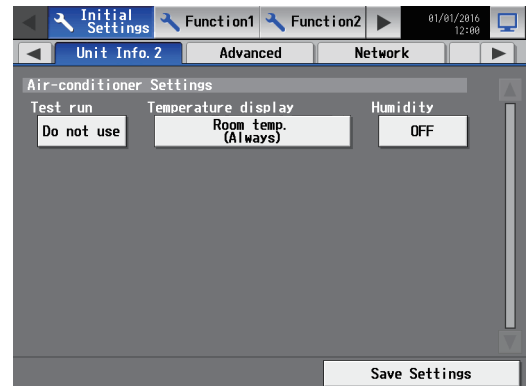 Initial
Settings
Function1
Function2
01/01/2016
12:00
Unit Info.2
Advanced
Network
Air-conditioner Settings
Test run
Temperature display
Humidity
Do not use
Room temp.
(Always)
OFF
Save Settings